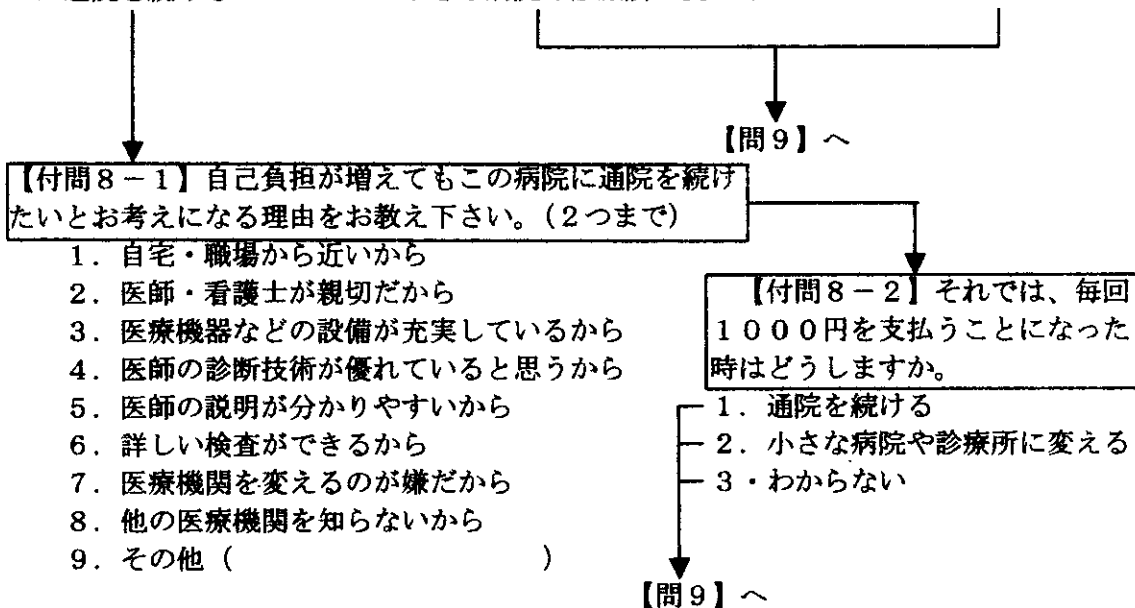 【問9】へ
【付問8－1】自己負担が増えてもこの病院に通院を続け
たいとお考えになる理由をお教え下さい。（2つまで）
1．自宅・職場から近いから
2．医師・看護士が親切だから
3．医療機器などの設備が充実しているから
4．医師の診断技術が優れていると思うから
5．医師の説明が分かりやすいから
6．詳しい検査ができるから
7．医療機関を変えるのが嫌だから
8．他の医療機関を知らないから
9．その他（　　　　　　　　　　　　）
【付問8－2】それでは、毎回
1000円を支払うことになった
時はどうしますか。
1．通院を続ける
2．小さな病院や診療所に変える
3・わからない
【問9】へ